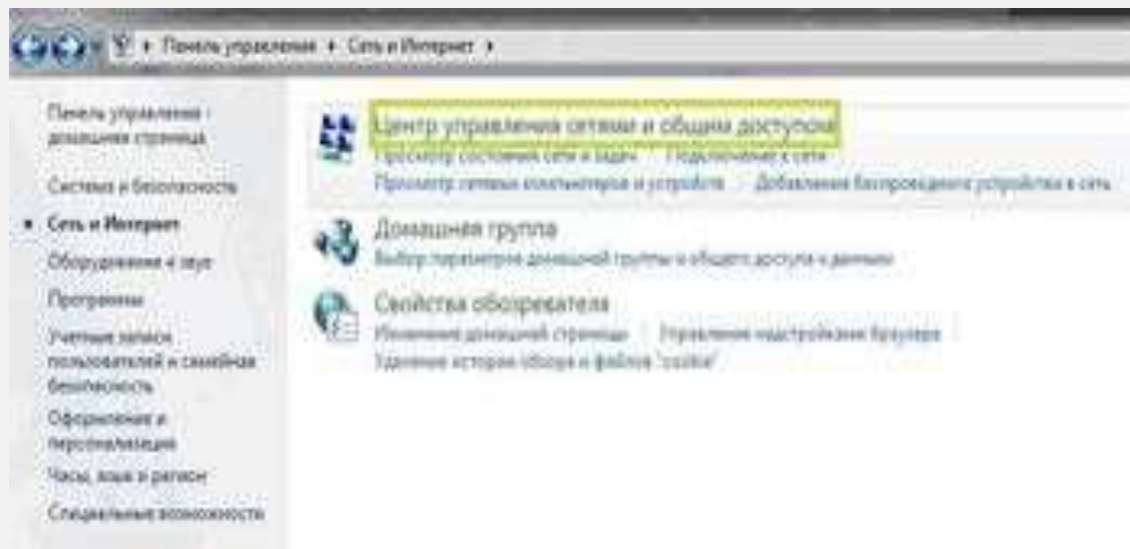 Панель управления Сеть и Интернет
Панель управления -
домашняя страница
Система и безопасность
Сеть и Интернет
Оборудование и звук
Программы
Учетные записи
пользователей и семейная
безопасность
Оформление и
персонализация
Часы, язык и регион
Специальные возможности
Центр управления сетями и общим доступом
Просмотр состояния сети и задач Подключение к сети
Просмотр сетевых компьютеров и устройств Добавление беспроводного устройства в сеть
Домашняя группа
Выбор параметров домашней группы и общего доступа к данным
Свойства обозревателя
Изменение домашней страницы Управление надстройками браузера
Удаление истории обзора и файлов "cookie"